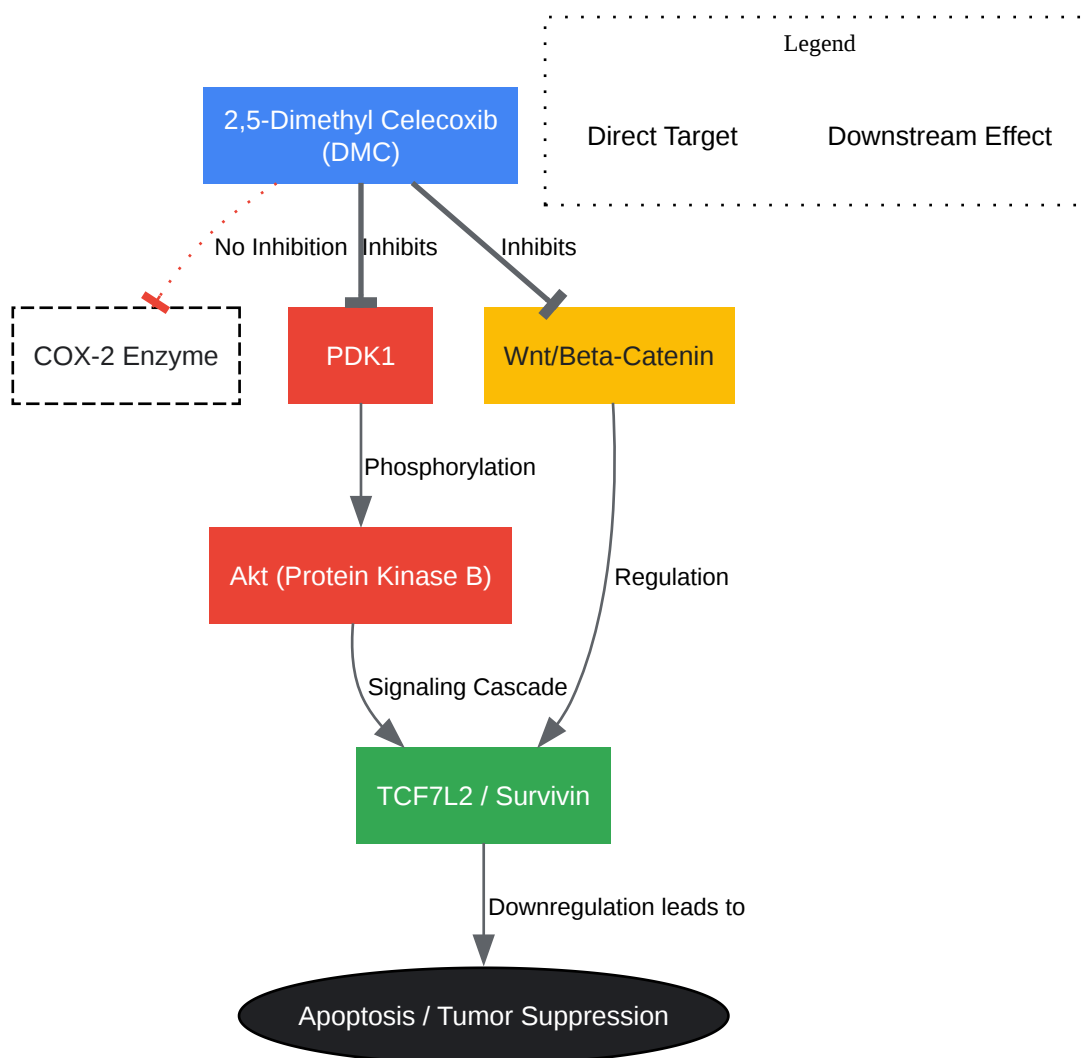 Legend
Direct Target
Downstream Effect
2,5-Dimethyl Celecoxib
(DMC)
No Inhibition
Inhibits
Inhibits
COX-2 Enzyme
PDK1
Wnt/Beta-Catenin
Phosphorylation
Akt (Protein Kinase B)
Regulation
Signaling Cascade
TCF7L2 / Survivin
Downregulation leads to
Apoptosis / Tumor Suppression